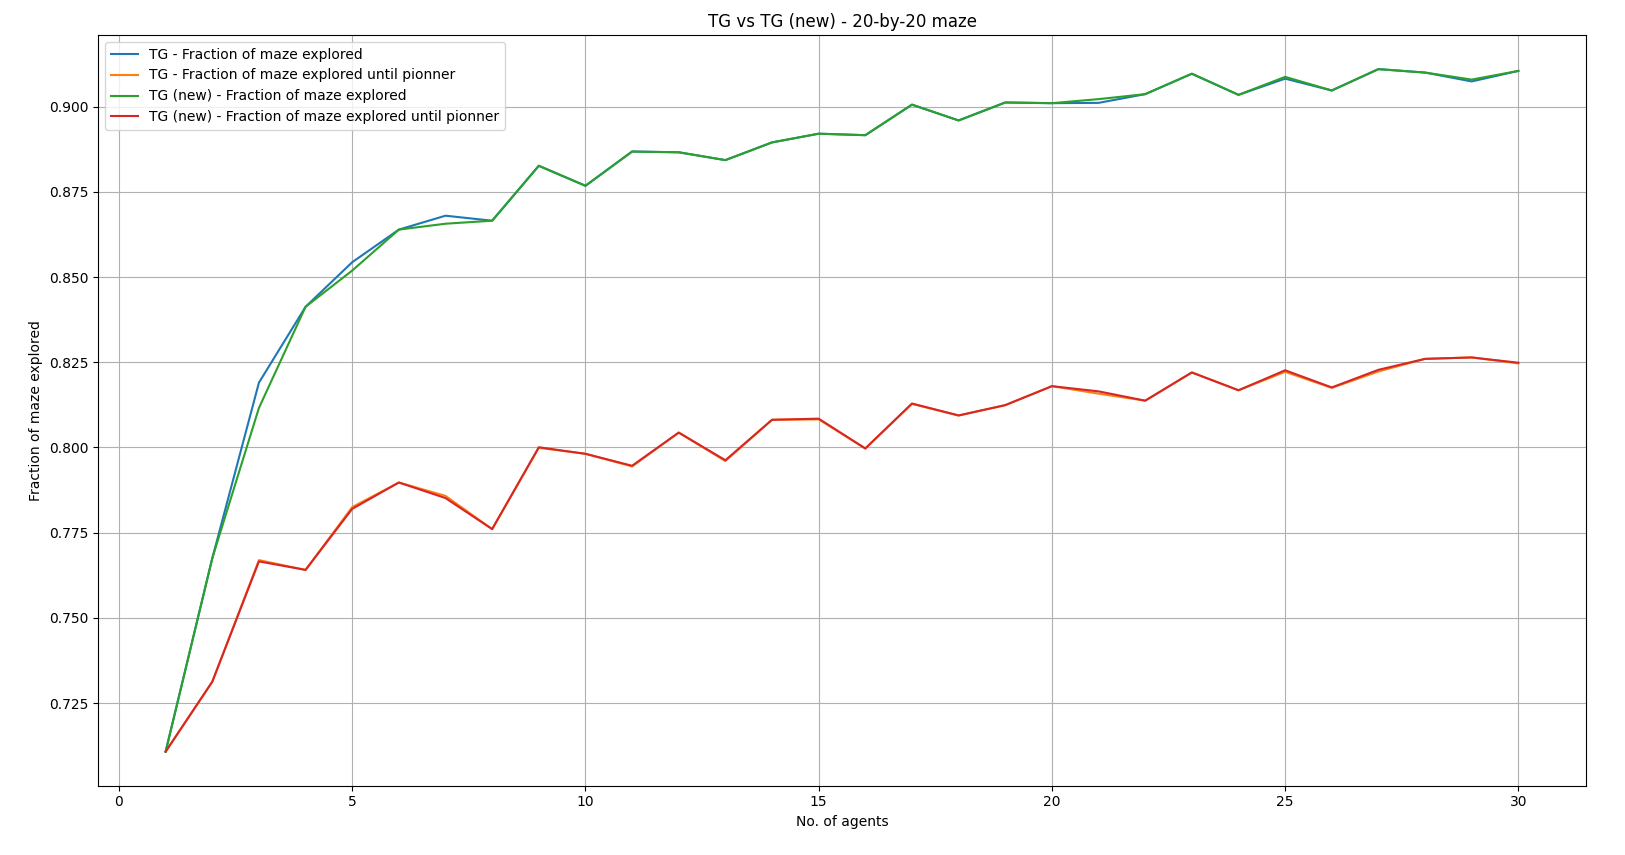 TG vs TG (new) - 20-by-20 maze
TG - Fraction of maze explored
TG - Fraction of maze explored until pionner
TG (new) - Fraction of maze explored
TG (new) - Fraction of maze explored until pionner
Fraction of maze explored
0.900
0.875
0.850
0.825
0.800
0.775
0.750
0.725
0 5 10 15 20 25 30
No. of agents